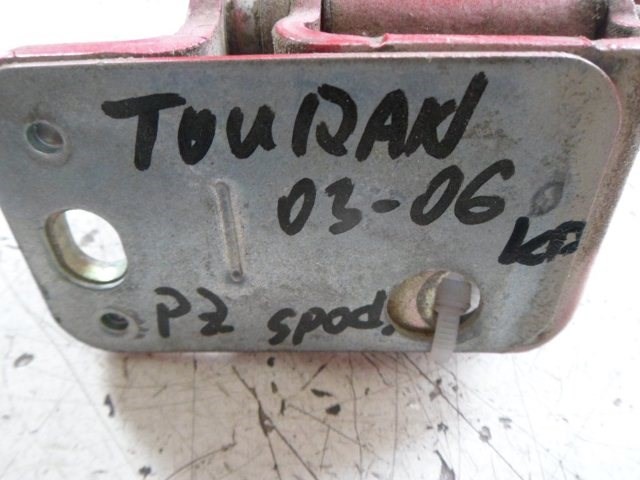 TOURAN
03-06
PZ spod.